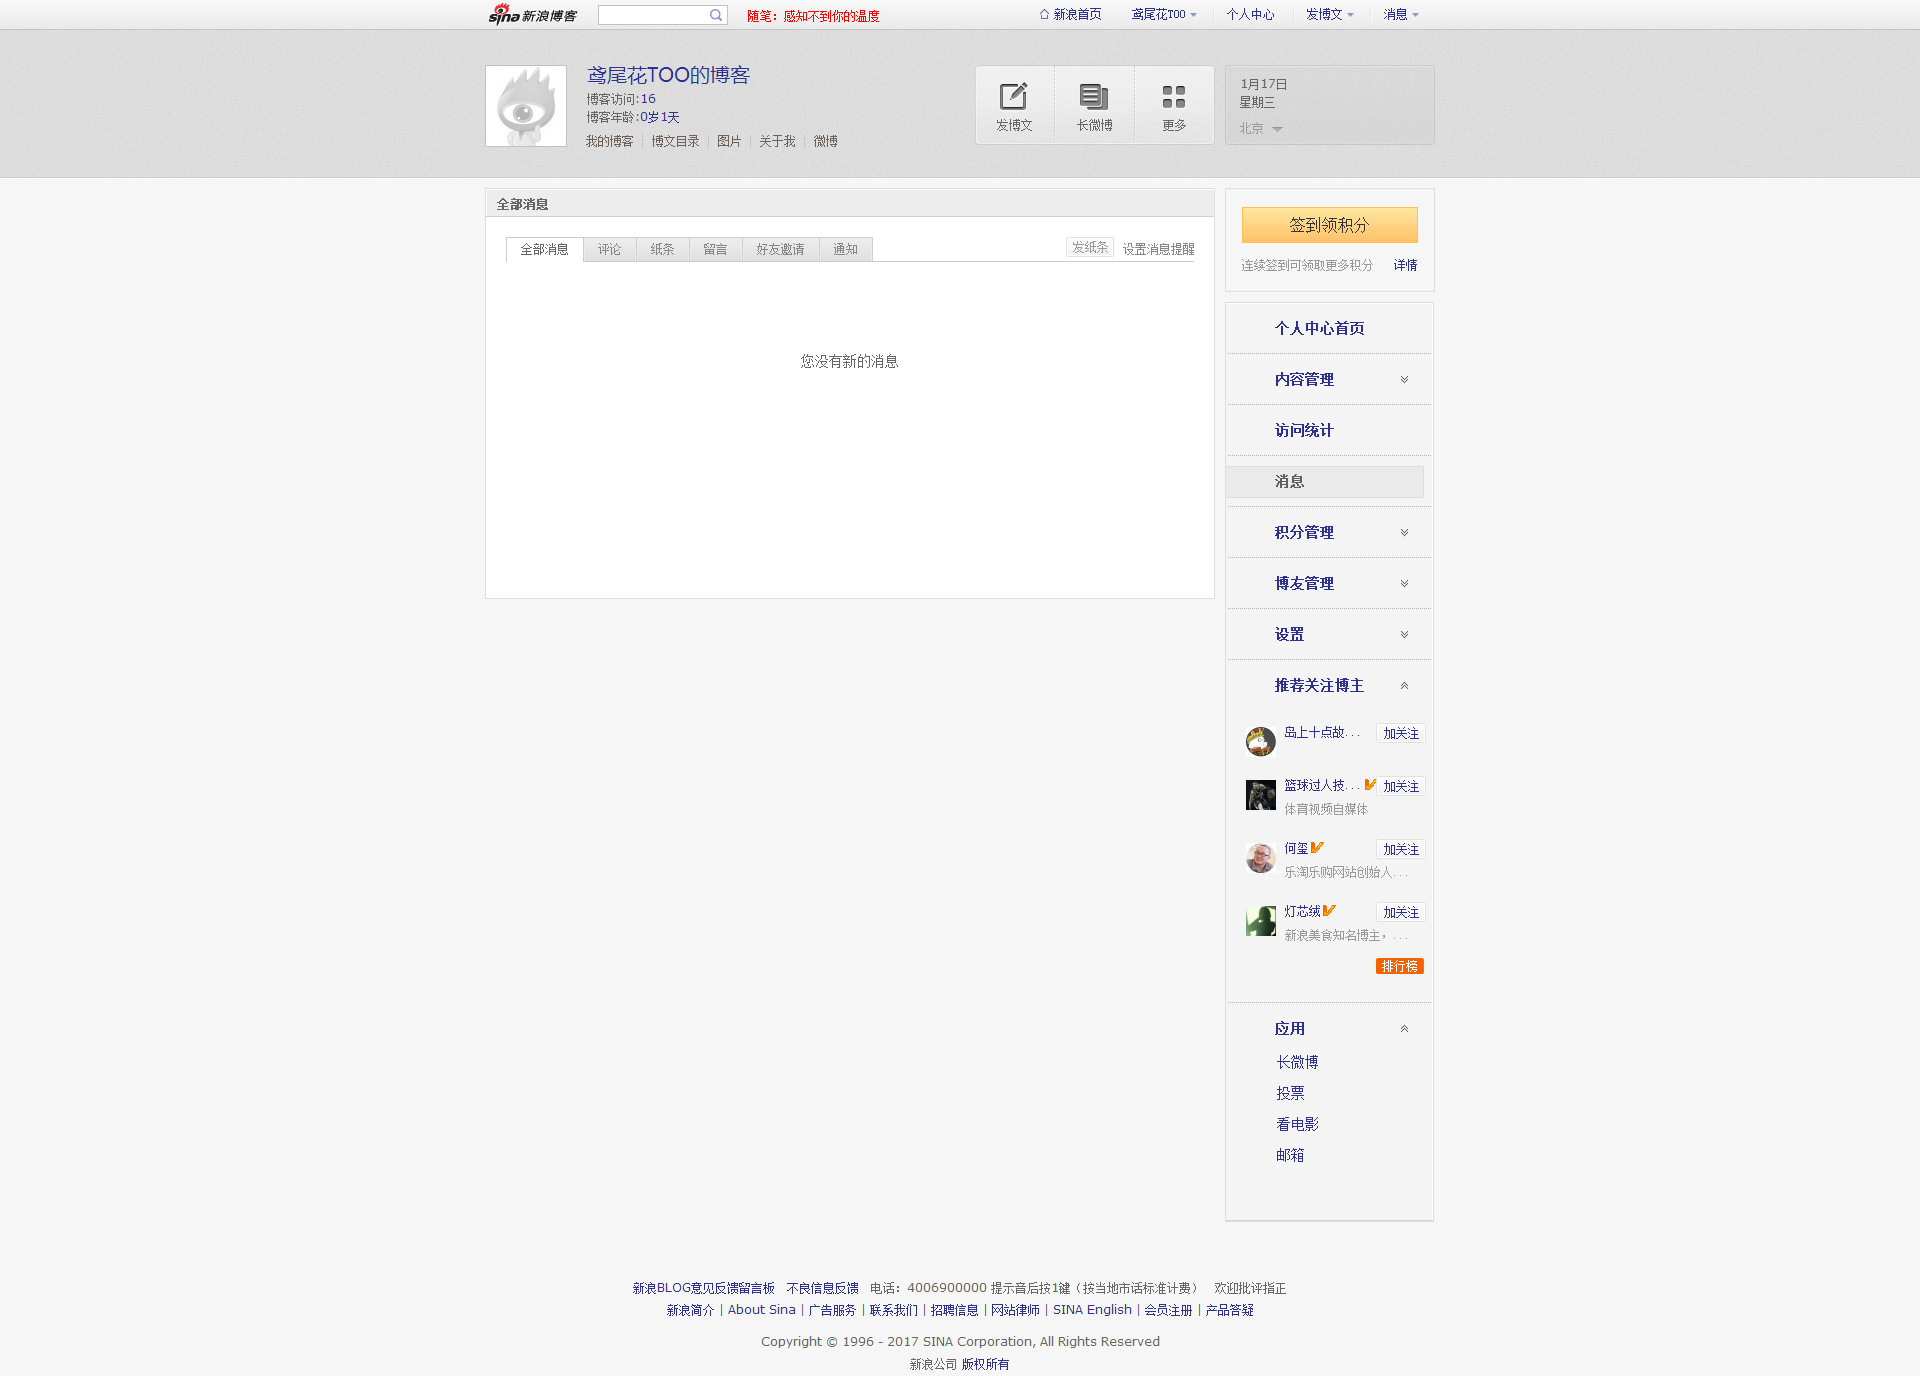 sina 新浪博客
随笔：感知不到你的温度
新浪首页
鸢尾花TOO
个人中心
发博文
消息
鸢尾花TOO的博客
博客访问:16
博客年龄:0岁1天
我的博客 博文目录 图片 关于我 微博
发博文
长微博
更多
1月17日
星期三
北京
全部消息
全部消息 评论 纸条 留言 好友邀请 通知
发纸条 设置消息提醒
您没有新的消息
签到领积分
连续签到可领取更多积分 详情
个人中心首页
内容管理
访问统计
消息
积分管理
博友管理
设置
推荐关注博主
岛上十点故... 加关注
篮球过人技... 加关注
体育视频自媒体
何玺 加关注
乐淘乐购网站创始人...
灯芯绒 加关注
新浪美食知名博主，...
排行榜
应用
长微博
投票
看电影
邮箱
新浪BLOG意见反馈留言板 不良信息反馈 电话：4006900000 提示音后按1键（按当地市话标准计费） 欢迎批评指正
新浪简介 | About Sina | 广告服务 | 联系我们 | 招聘信息 | 网站律师 | SINA English | 会员注册 | 产品答疑
Copyright © 1996 - 2017 SINA Corporation, All Rights Reserved
新浪公司 版权所有